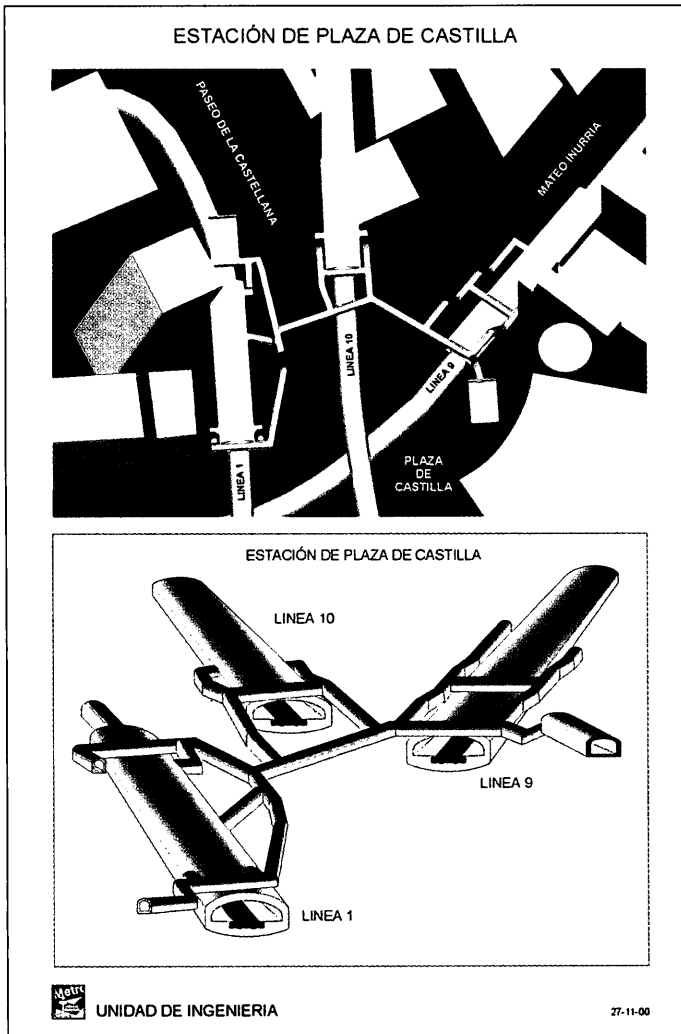 ESTACIÓN DE PLAZA DE CASTILLA
PASEO DE LA CASTELLANA
MATEO INURRIA
LINEA 10
LINEA 9
LINEA 1
PLAZA
DE
CASTILLA
ESTACIÓN DE PLAZA DE CASTILLA
LINEA 10
LINEA 9
LINEA 1
Metro
UNIDAD DE INGENIERIA
27-11-00